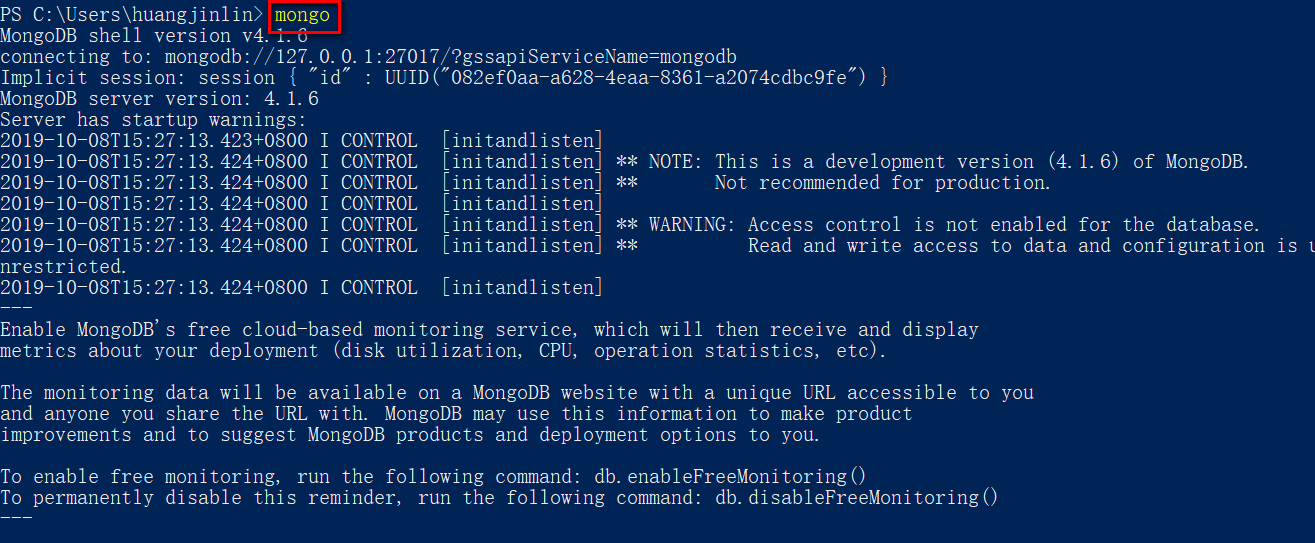 PS C:\Users\huangjinlin> mongo
MongoDB shell version v4.1.6
connecting to: mongodb://127.0.0.1:27017/?gssapiServiceName=mongodb
Implicit session: session { "id" : UUID("082ef0aa-a628-4eaa-8361-a2074cdbc9fe") }
MongoDB server version: 4.1.6
Server has startup warnings:
2019-10-08T15:27:13.423+0800 I CONTROL  [initandlisten]
2019-10-08T15:27:13.424+0800 I CONTROL  [initandlisten] ** NOTE: This is a development version (4.1.6) of MongoDB.
2019-10-08T15:27:13.424+0800 I CONTROL  [initandlisten] **       Not recommended for production.
2019-10-08T15:27:13.424+0800 I CONTROL  [initandlisten]
2019-10-08T15:27:13.424+0800 I CONTROL  [initandlisten] ** WARNING: Access control is not enabled for the database.
2019-10-08T15:27:13.424+0800 I CONTROL  [initandlisten] **          Read and write access to data and configuration is u
nrestricted.
2019-10-08T15:27:13.424+0800 I CONTROL  [initandlisten]
---
Enable MongoDB's free cloud-based monitoring service, which will then receive and display
metrics about your deployment (disk utilization, CPU, operation statistics, etc).
The monitoring data will be available on a MongoDB website with a unique URL accessible to you
and anyone you share the URL with. MongoDB may use this information to make product
improvements and to suggest MongoDB products and deployment options to you.
To enable free monitoring, run the following command: db.enableFreeMonitoring()
To permanently disable this reminder, run the following command: db.disableFreeMonitoring()
---